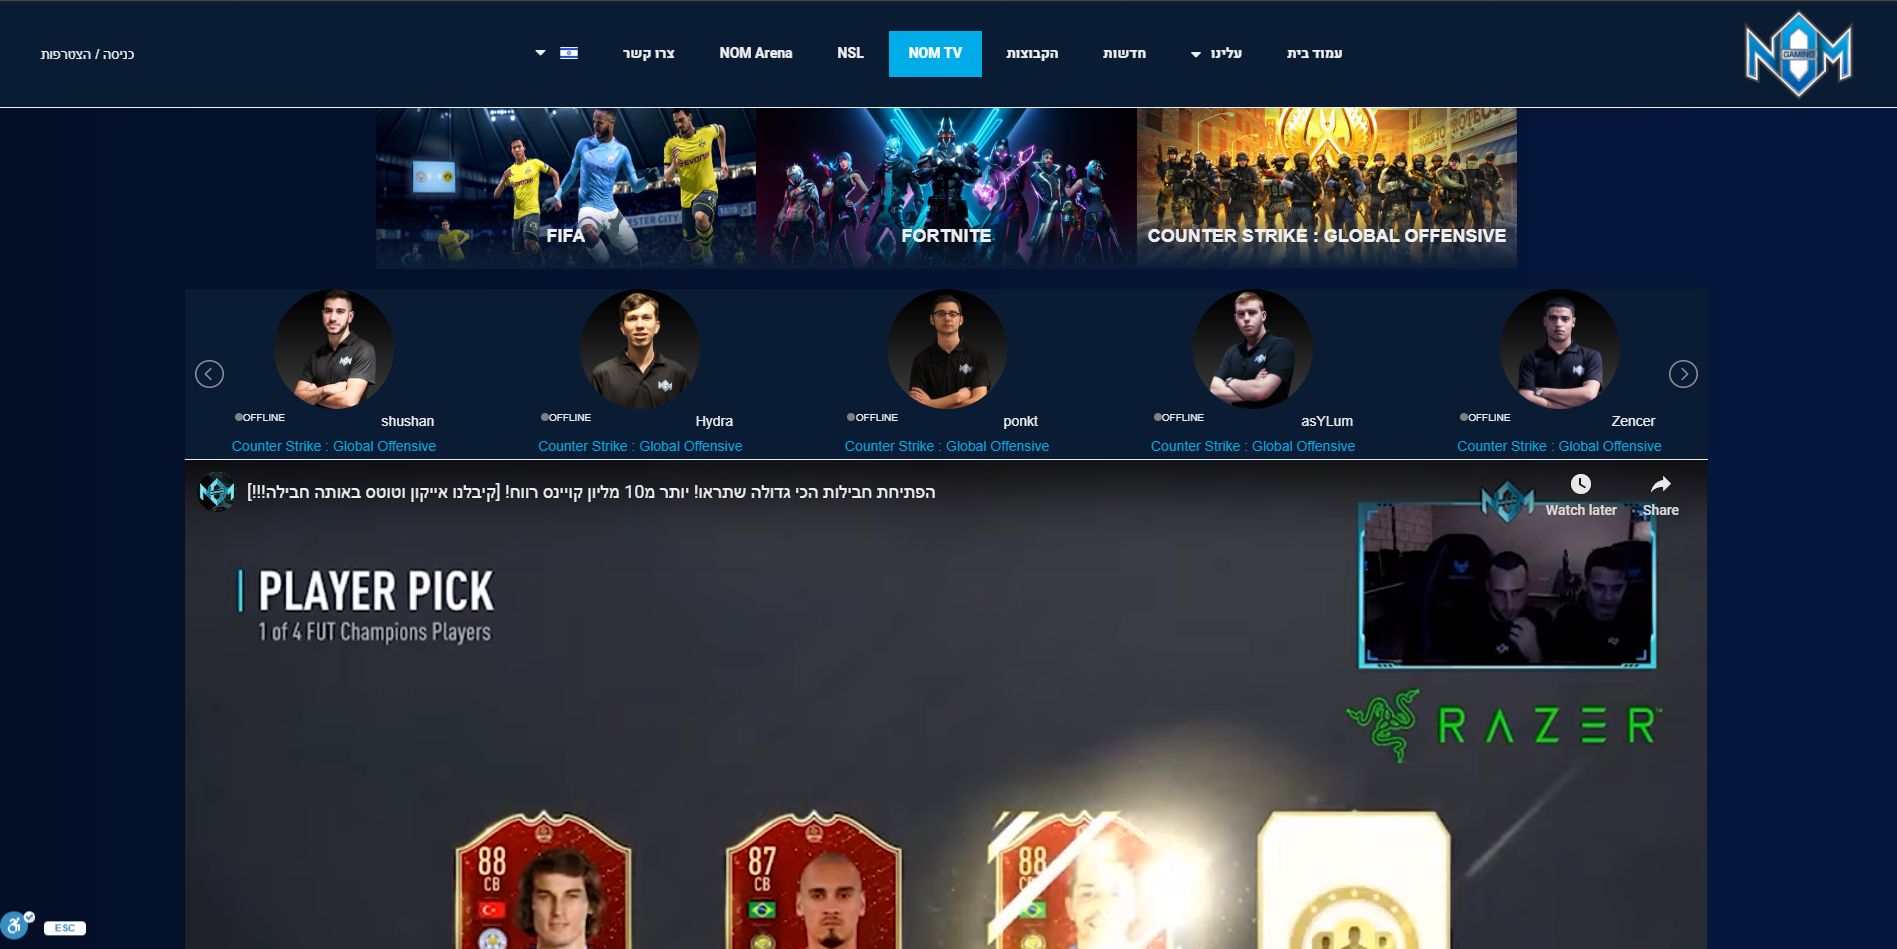 עמוד בית
עלינו
חדשות
הקבוצות
NOM TV
NSL
NOM Arena
צרו קשר
כניסה / הצטרפות
NOM
GAMING
FIFA
FORTNITE
COUNTER STRIKE : GLOBAL OFFENSIVE
OFFLINE
shushan
Counter Strike : Global Offensive
OFFLINE
Hydra
Counter Strike : Global Offensive
OFFLINE
ponkt
Counter Strike : Global Offensive
OFFLINE
asYLum
Counter Strike : Global Offensive
OFFLINE
Zencer
Counter Strike : Global Offensive
הפתיחת חבילות הכי גדולה שתראו! יותר מ10 מליון קויינס רווח! [קיבלנו אייקון וטוטס באותה חבילה!!!]
Watch later
Share
PLAYER PICK
1 of 4 FUT Champions Players
RAZER
88
CB
87
CB
88
CB
ESC